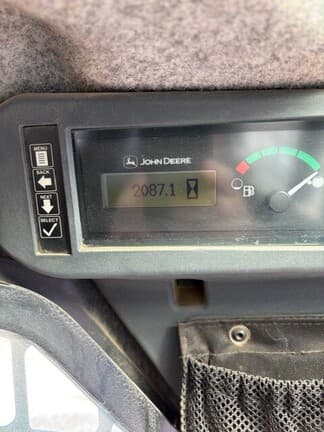 MENU
BACK
NEXT
SELECT
JOHN DEERE
2087.1